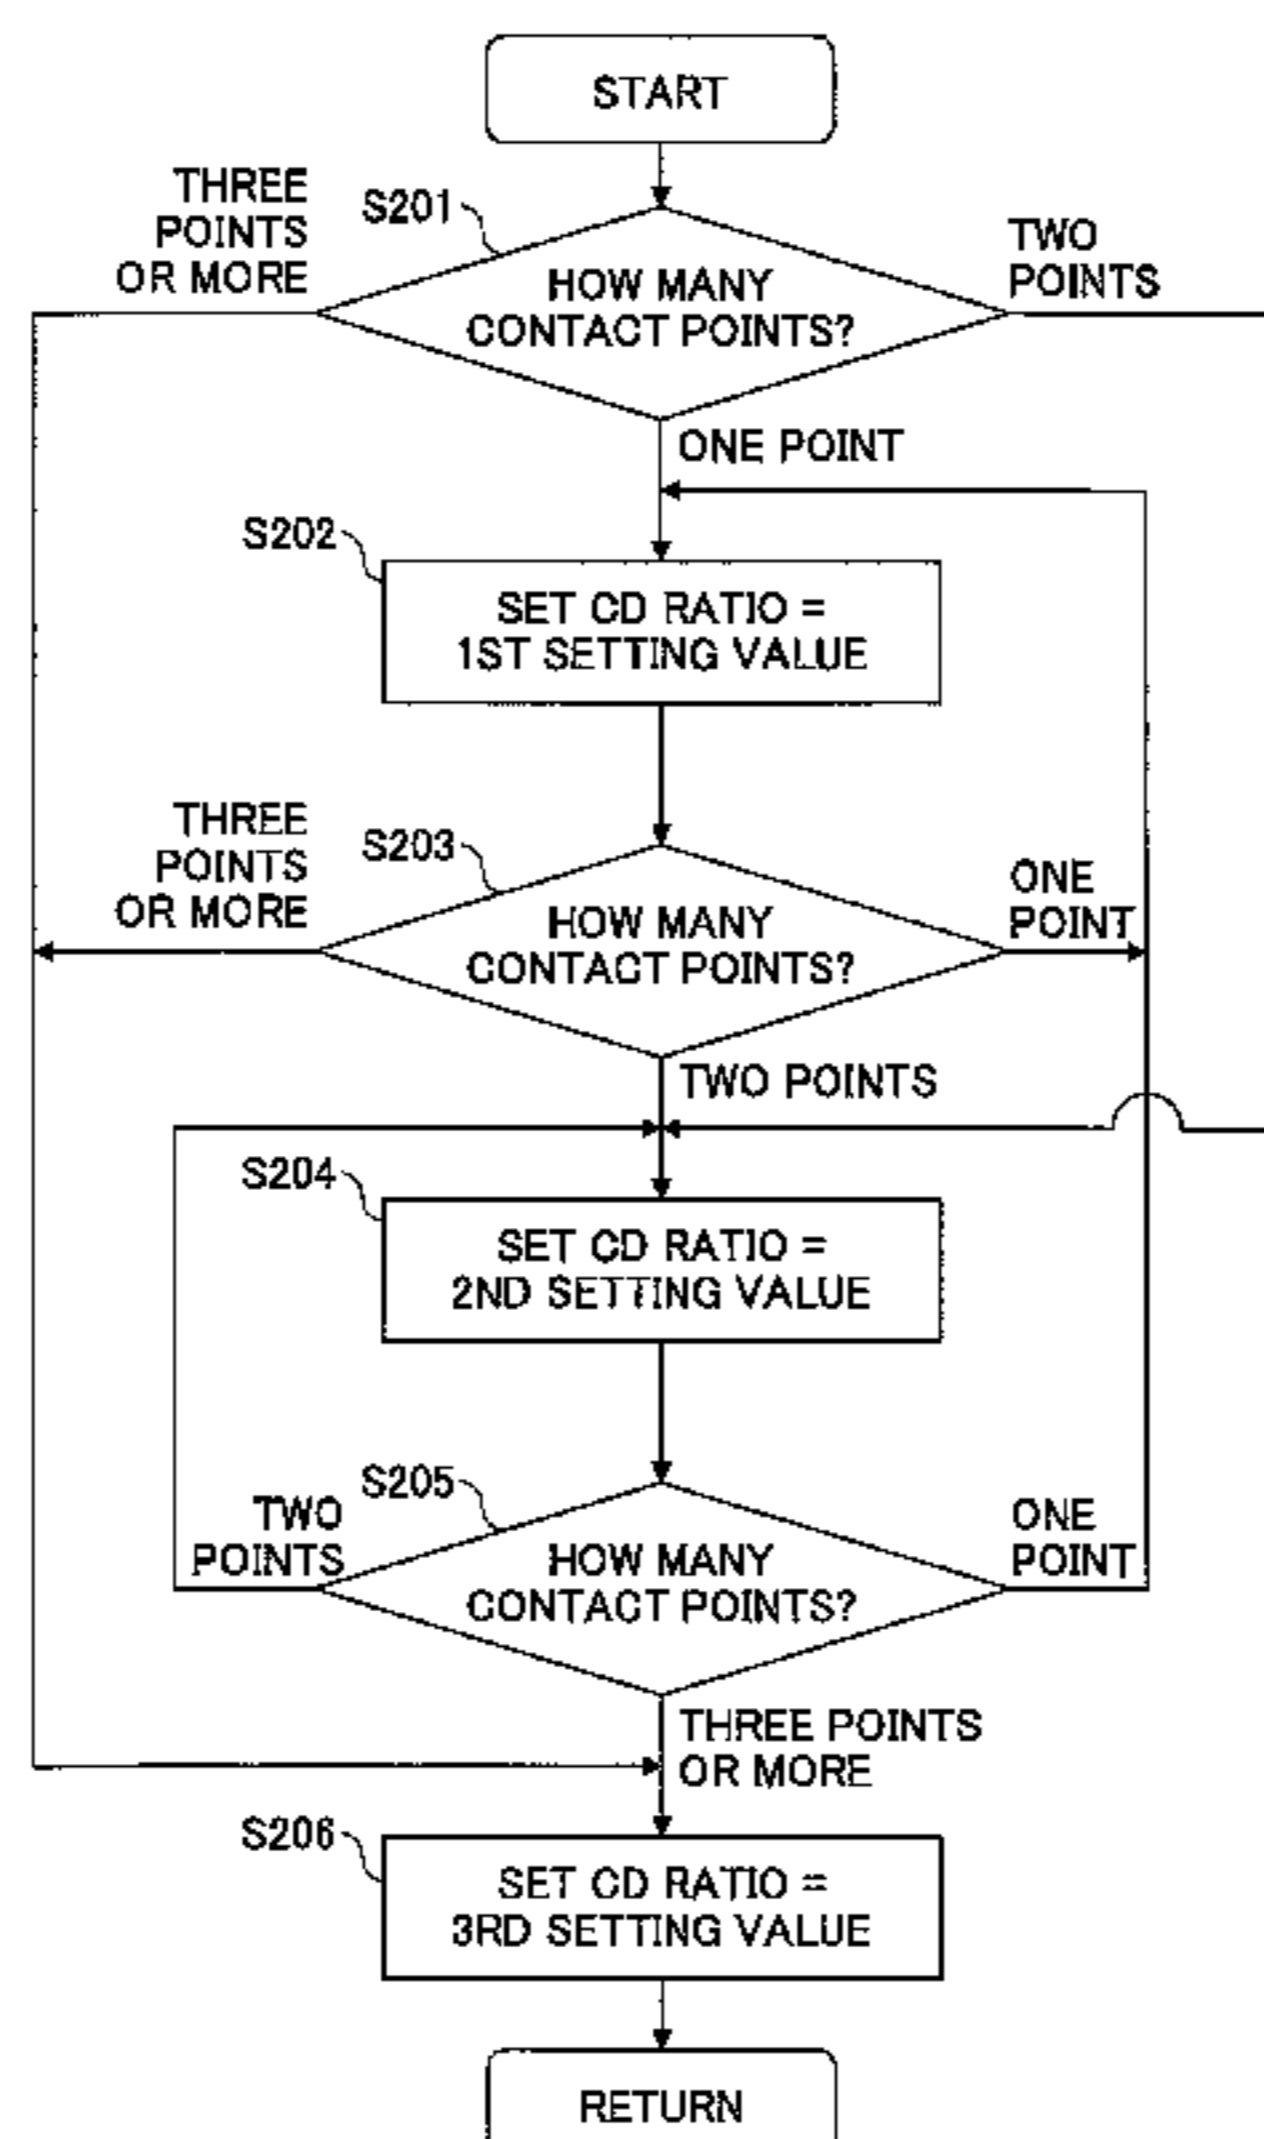 START
THREE
POINTS
OR MORE
S201
TWO
POINTS
HOW MANY
CONTACT POINTS?
ONE POINT
S202
SET CD RATIO =
1ST SETTING VALUE
THREE
POINTS
OR MORE
S203
ONE
POINT
HOW MANY
CONTACT POINTS?
TWO POINTS
S204
SET CD RATIO =
2ND SETTING VALUE
S205
TWO
POINTS
ONE
POINT
HOW MANY
CONTACT POINTS?
THREE POINTS
OR MORE
S206
SET CD RATIO =
3RD SETTING VALUE
RETURN